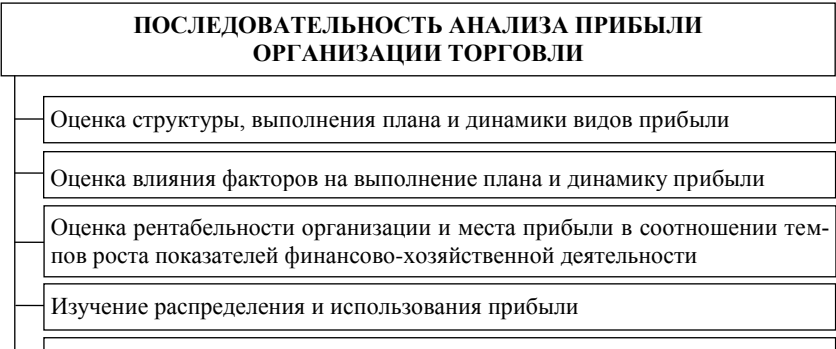 ПОСЛЕДОВАТЕЛЬНОСТЬ АНАЛИЗА ПРИБЫЛИ
ОРГАНИЗАЦИИ ТОРГОВЛИ
Оценка структуры, выполнения плана и динамики видов прибыли
Оценка влияния факторов на выполнение плана и динамику прибыли
Оценка рентабельности организации и места прибыли в соотношении тем-
пов роста показателей финансово-хозяйственной деятельности
Изучение распределения и использования прибыли